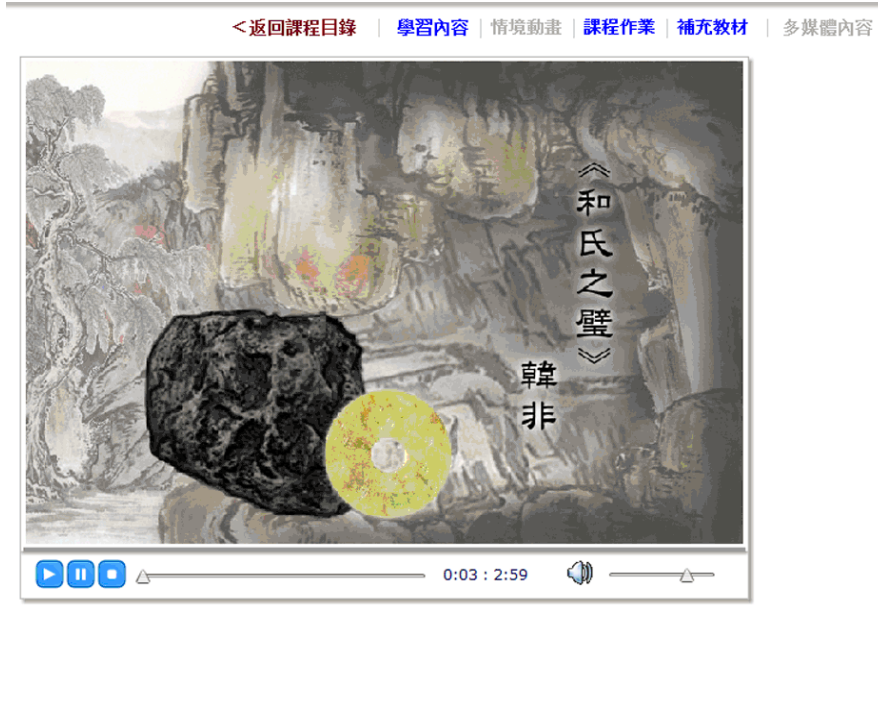 <返回課程目錄 | 學習內容 | 情境動畫 | 課程作業 | 補充教材 | 多媒體內容
《和氏之璧》
韓非
0:03 : 2:59